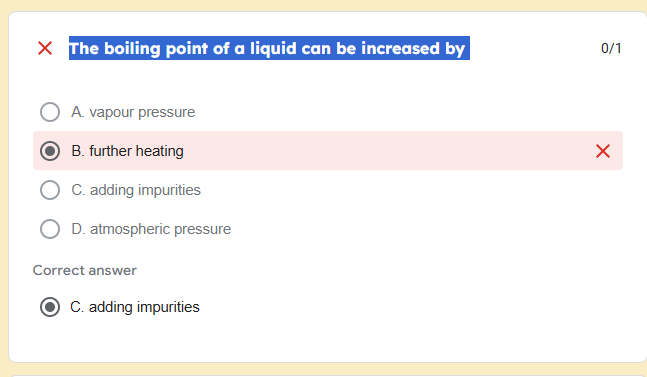 The boiling point of a liquid can be increased by
0/1
A. vapour pressure
B. further heating
C. adding impurities
D. atmospheric pressure
Correct answer
C. adding impurities